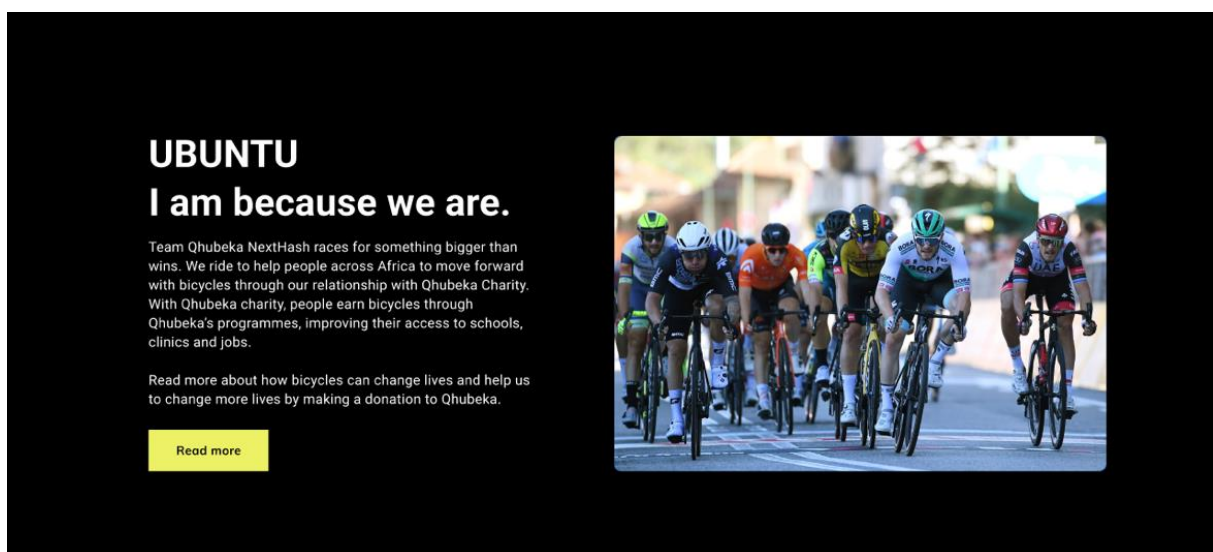 UBUNTU
I am because we are.
Team Qhubeka NextHash races for something bigger than
wins. We ride to help people across Africa to move forward
with bicycles through our relationship with Qhubeka Charity.
With Qhubeka charity, people earn bicycles through
Qhubeka's programmes, improving their access to schools,
clinics and jobs.
Read more about how bicycles can change lives and help us
to change more lives by making a donation to Qhubeka.
Read more
BORA
UAE